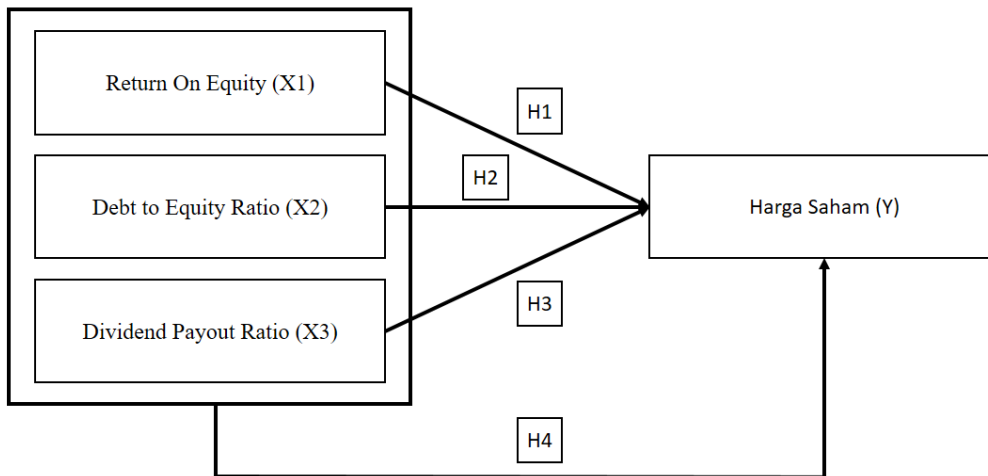 Return On Equity (X1)
H1
Debt to Equity Ratio (X2)
H2
Harga Saham (Y)
Dividend Payout Ratio (X3)
H3
H4